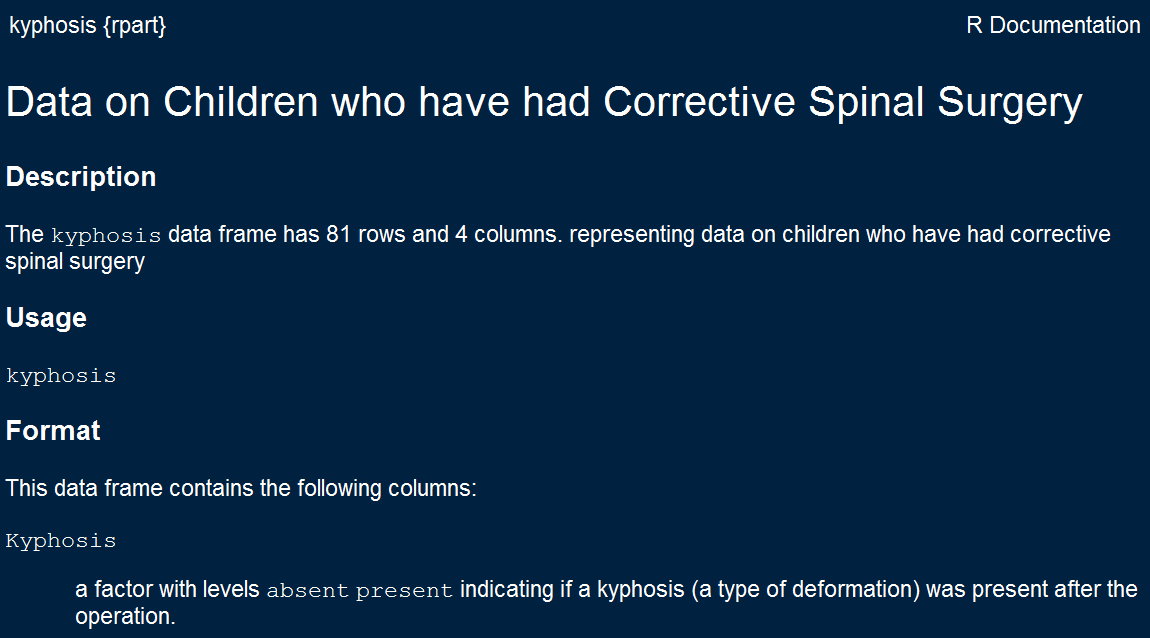 kyphosis {rpart}
R Documentation
Data on Children who have had Corrective Spinal Surgery
Description
The kyphosis data frame has 81 rows and 4 columns. representing data on children who have had corrective
spinal surgery
Usage
kyphosis
Format
This data frame contains the following columns:
Kyphosis
a factor with levels absent present indicating if a kyphosis (a type of deformation) was present after the
operation.